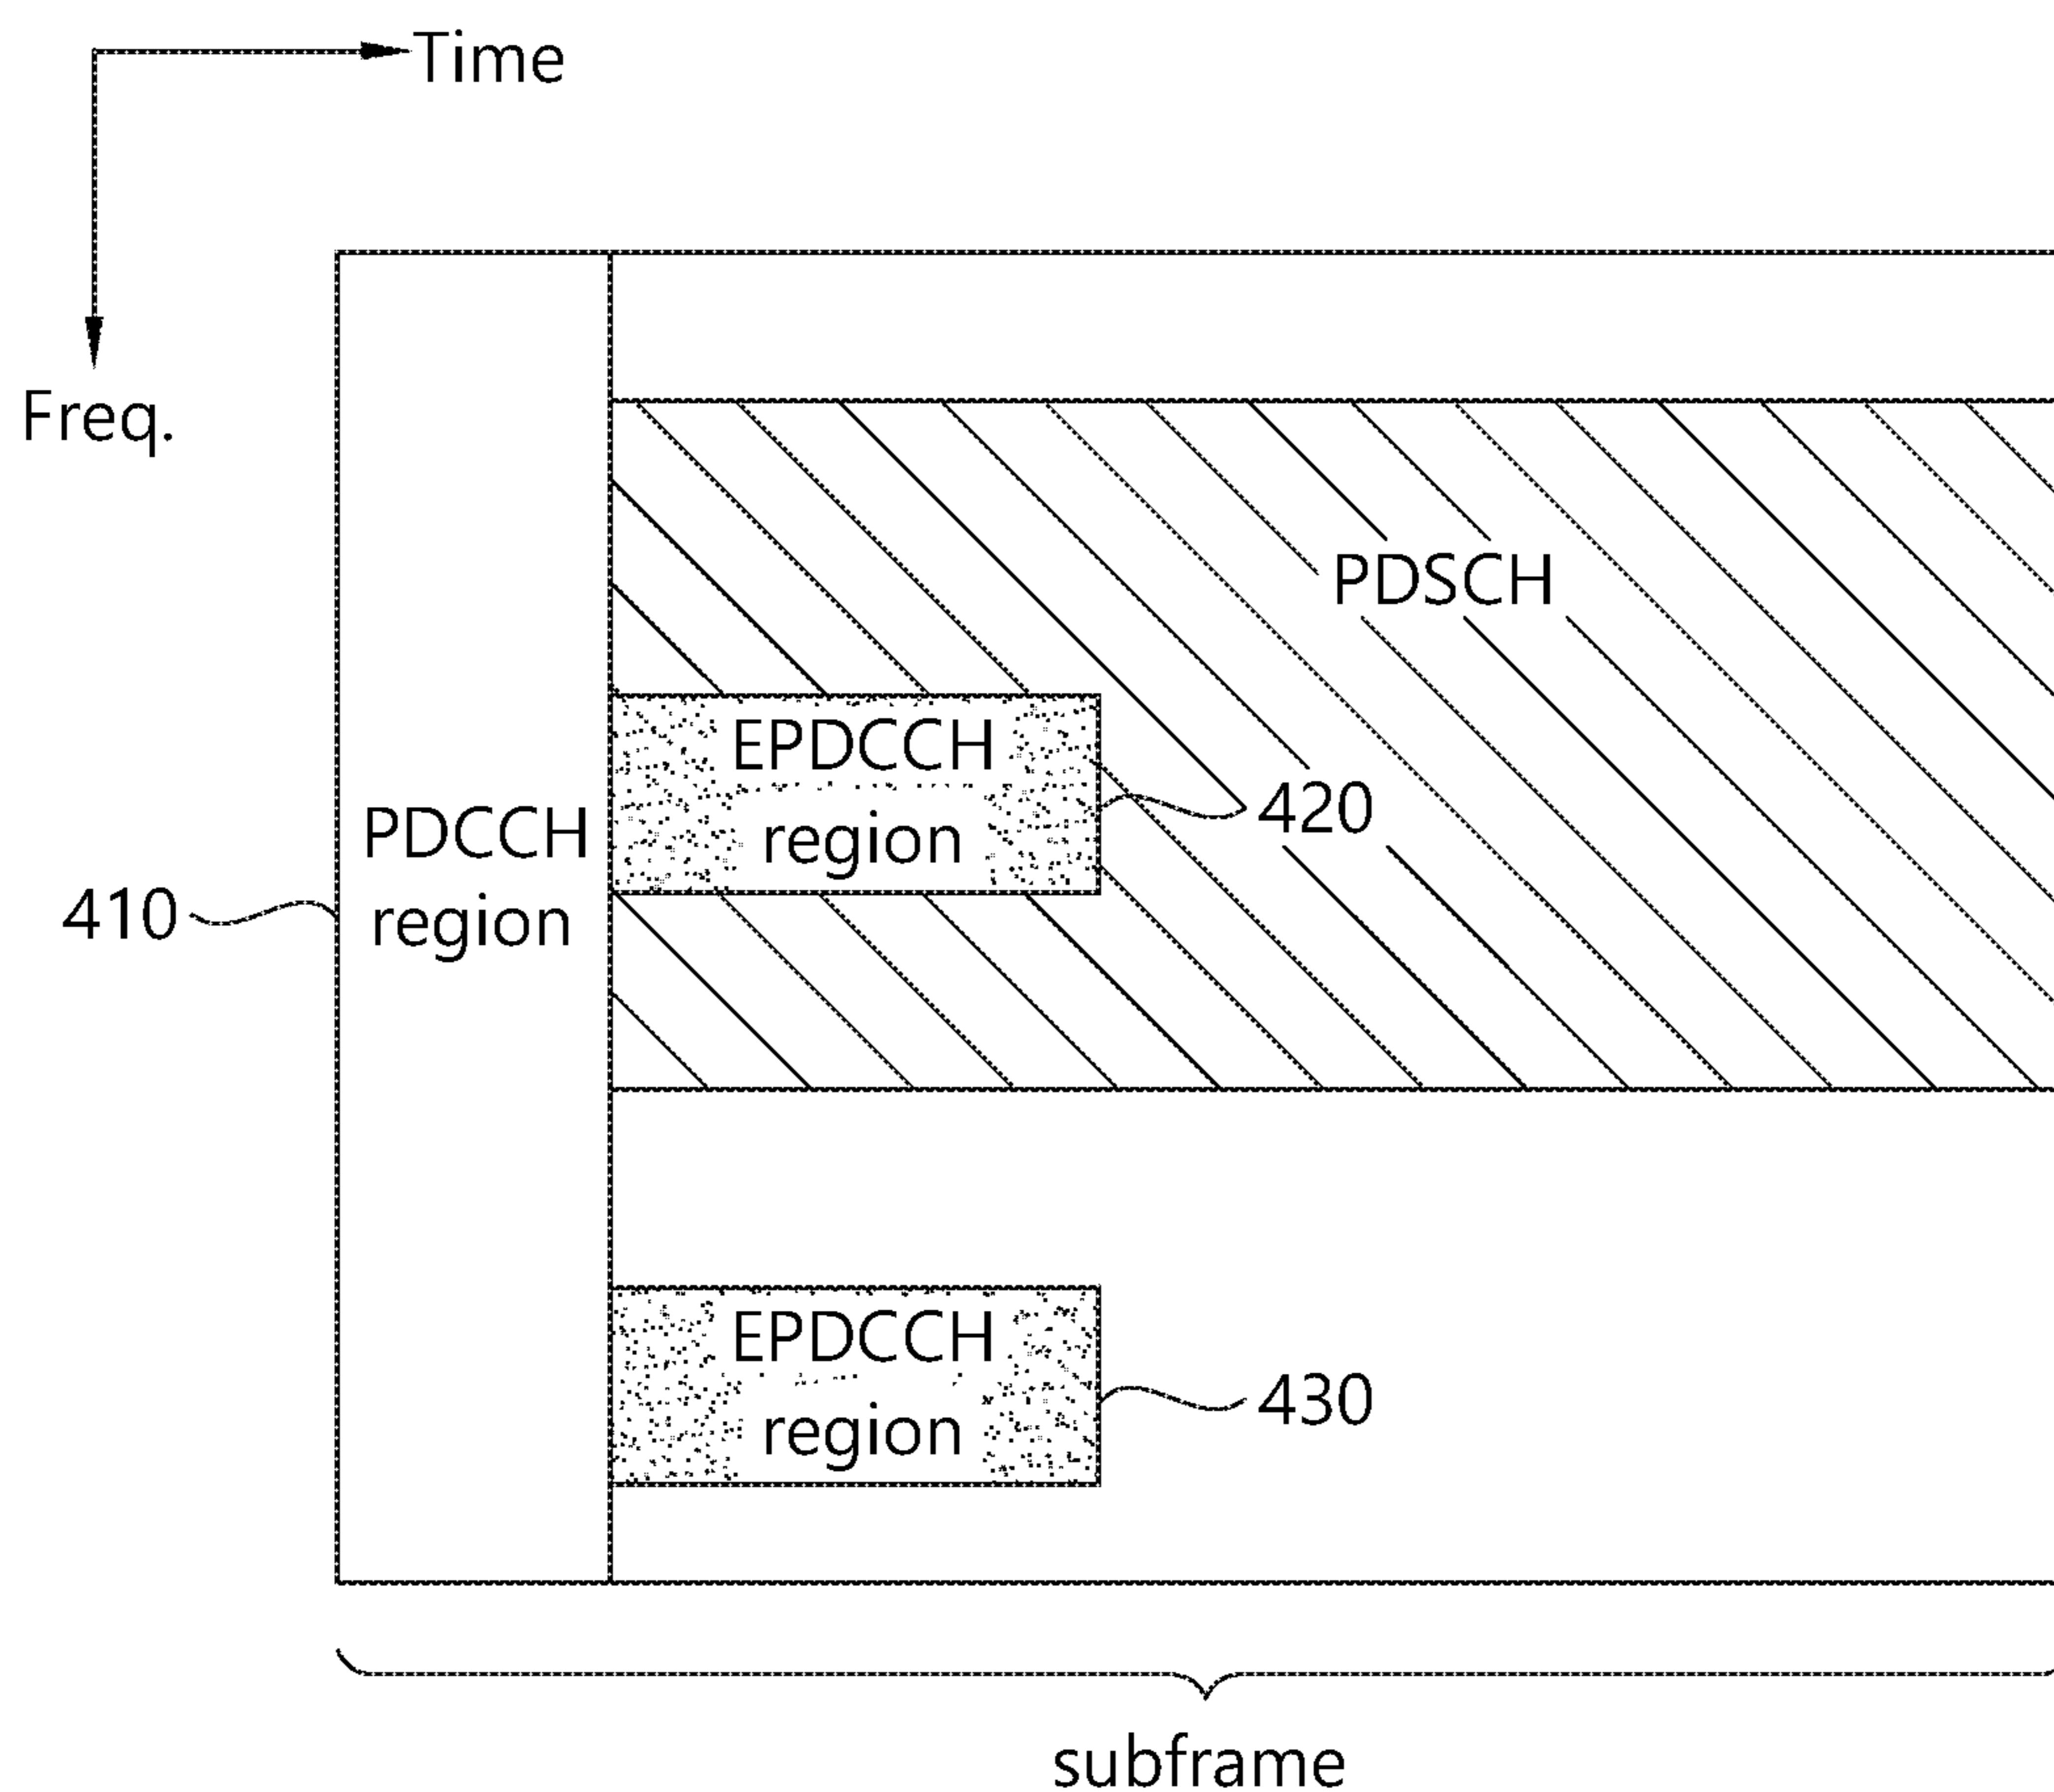 Time
Freq.
PDSCH
EPDCCH
region
420
PDCCH
region
410
EPDCCH
region
430
subframe